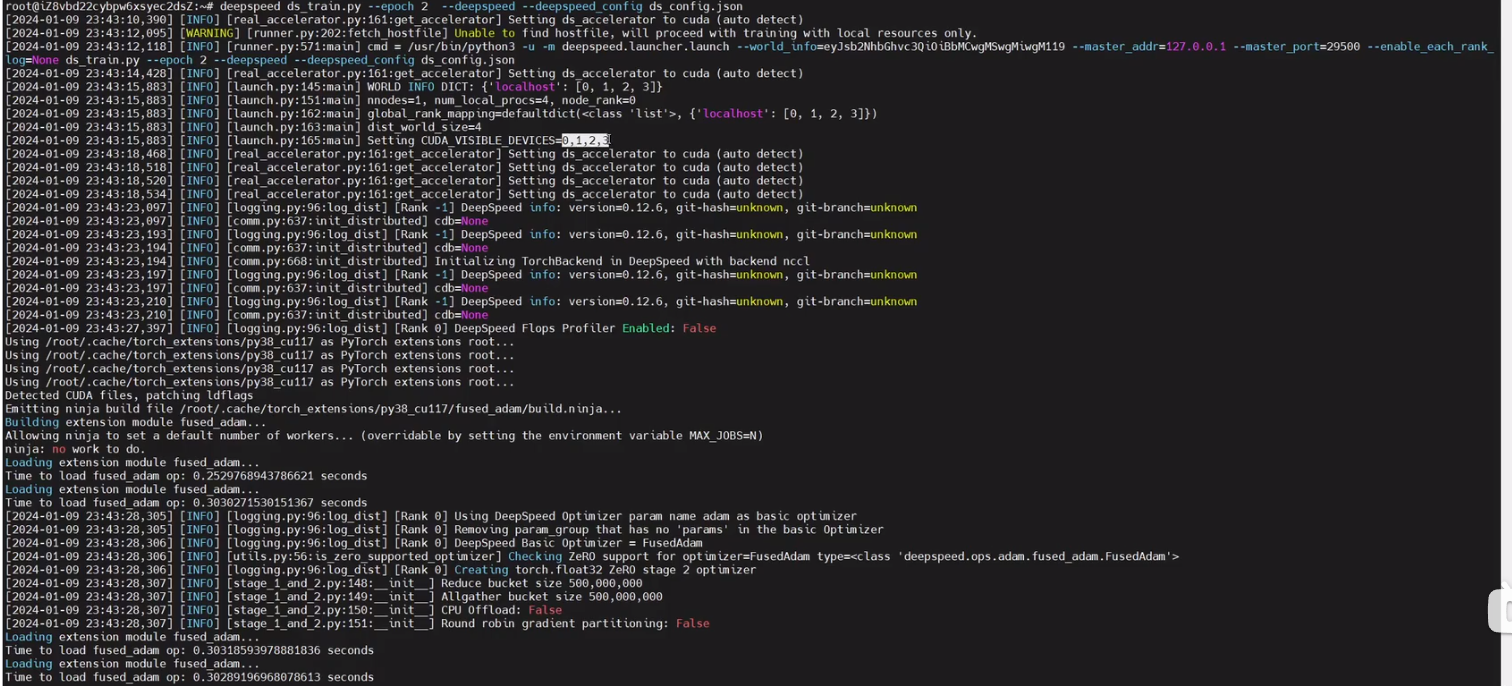 root@iZ8vbd22cybpw6xsyec2dsZ:~# deepspeed ds_train.py --epoch 2  --deepspeed --deepspeed_config ds_config.json
[2024-01-09 23:43:10,390] [INFO] [real_accelerator.py:161:get_accelerator] Setting ds_accelerator to cuda (auto detect)
[2024-01-09 23:43:12,095] [WARNING] [runner.py:202:fetch_hostfile] Unable to find hostfile, will proceed with training with local resources only.
[2024-01-09 23:43:12,118] [INFO] [runner.py:571:main] cmd = /usr/bin/python3 -u -m deepspeed.launcher.launch --world_info=eyJsb2NhbGhvc3QiOiBbMCwgMSwgMiwgM119 --master_addr=127.0.0.1 --master_port=29500 --enable_each_rank_
log=None ds_train.py --epoch 2 --deepspeed --deepspeed_config ds_config.json
[2024-01-09 23:43:14,428] [INFO] [real_accelerator.py:161:get_accelerator] Setting ds_accelerator to cuda (auto detect)
[2024-01-09 23:43:15,883] [INFO] [launch.py:145:main] WORLD INFO DICT: {'localhost': [0, 1, 2, 3]}
[2024-01-09 23:43:15,883] [INFO] [launch.py:151:main] nnodes=1, num_local_procs=4, node_rank=0
[2024-01-09 23:43:15,883] [INFO] [launch.py:162:main] global_rank_mapping=defaultdict(<class 'list'>, {'localhost': [0, 1, 2, 3]})
[2024-01-09 23:43:15,883] [INFO] [launch.py:163:main] dist_world_size=4
[2024-01-09 23:43:15,883] [INFO] [launch.py:165:main] Setting CUDA_VISIBLE_DEVICES=0,1,2,3
[2024-01-09 23:43:18,468] [INFO] [real_accelerator.py:161:get_accelerator] Setting ds_accelerator to cuda (auto detect)
[2024-01-09 23:43:18,518] [INFO] [real_accelerator.py:161:get_accelerator] Setting ds_accelerator to cuda (auto detect)
[2024-01-09 23:43:18,520] [INFO] [real_accelerator.py:161:get_accelerator] Setting ds_accelerator to cuda (auto detect)
[2024-01-09 23:43:18,534] [INFO] [real_accelerator.py:161:get_accelerator] Setting ds_accelerator to cuda (auto detect)
[2024-01-09 23:43:23,097] [INFO] [logging.py:96:log_dist] [Rank -1] DeepSpeed info: version=0.12.6, git-hash=unknown, git-branch=unknown
[2024-01-09 23:43:23,097] [INFO] [comm.py:637:init_distributed] cdb=None
[2024-01-09 23:43:23,193] [INFO] [logging.py:96:log_dist] [Rank -1] DeepSpeed info: version=0.12.6, git-hash=unknown, git-branch=unknown
[2024-01-09 23:43:23,194] [INFO] [comm.py:637:init_distributed] cdb=None
[2024-01-09 23:43:23,194] [INFO] [comm.py:668:init_distributed] Initializing TorchBackend in DeepSpeed with backend nccl
[2024-01-09 23:43:23,197] [INFO] [logging.py:96:log_dist] [Rank -1] DeepSpeed info: version=0.12.6, git-hash=unknown, git-branch=unknown
[2024-01-09 23:43:23,197] [INFO] [comm.py:637:init_distributed] cdb=None
[2024-01-09 23:43:23,210] [INFO] [logging.py:96:log_dist] [Rank -1] DeepSpeed info: version=0.12.6, git-hash=unknown, git-branch=unknown
[2024-01-09 23:43:23,210] [INFO] [comm.py:637:init_distributed] cdb=None
[2024-01-09 23:43:27,397] [INFO] [logging.py:96:log_dist] [Rank 0] DeepSpeed Flops Profiler Enabled: False
Using /root/.cache/torch_extensions/py38_cu117 as PyTorch extensions root...
Using /root/.cache/torch_extensions/py38_cu117 as PyTorch extensions root...
Using /root/.cache/torch_extensions/py38_cu117 as PyTorch extensions root...
Using /root/.cache/torch_extensions/py38_cu117 as PyTorch extensions root...
Detected CUDA files, patching ldflags
Emitting ninja build file /root/.cache/torch_extensions/py38_cu117/fused_adam/build.ninja...
Building extension module fused_adam...
Allowing ninja to set a default number of workers... (overridable by setting the environment variable MAX_JOBS=N)
ninja: no work to do.
Loading extension module fused_adam...
Time to load fused_adam op: 0.2529768943786621 seconds
Loading extension module fused_adam...
Time to load fused_adam op: 0.3030271530151367 seconds
[2024-01-09 23:43:28,305] [INFO] [logging.py:96:log_dist] [Rank 0] Using DeepSpeed Optimizer param name adam as basic optimizer
[2024-01-09 23:43:28,305] [INFO] [logging.py:96:log_dist] [Rank 0] Removing param_group that has no 'params' in the basic Optimizer
[2024-01-09 23:43:28,306] [INFO] [logging.py:96:log_dist] [Rank 0] DeepSpeed Basic Optimizer = FusedAdam
[2024-01-09 23:43:28,306] [INFO] [utils.py:56:is_zero_supported_optimizer] Checking ZeRO support for optimizer=FusedAdam type=<class 'deepspeed.ops.adam.fused_adam.FusedAdam'>
[2024-01-09 23:43:28,306] [INFO] [logging.py:96:log_dist] [Rank 0] Creating torch.float32 ZeRO stage 2 optimizer
[2024-01-09 23:43:28,307] [INFO] [stage_1_and_2.py:148:__init__] Reduce bucket size 500,000,000
[2024-01-09 23:43:28,307] [INFO] [stage_1_and_2.py:149:__init__] Allgather bucket size 500,000,000
[2024-01-09 23:43:28,307] [INFO] [stage_1_and_2.py:150:__init__] CPU Offload: False
[2024-01-09 23:43:28,307] [INFO] [stage_1_and_2.py:151:__init__] Round robin gradient partitioning: False
Loading extension module fused_adam...
Time to load fused_adam op: 0.30318593978881836 seconds
Loading extension module fused_adam...
Time to load fused_adam op: 0.30289196968078613 seconds